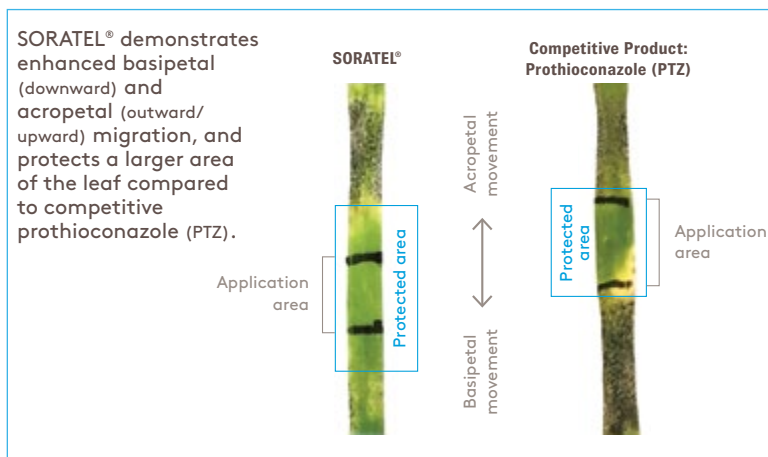 SORATEL® demonstrates
enhanced basipetal
(downward) and
acropetal (outward/
upward) migration, and
protects a larger area
of the leaf compared
to competitive
prothioconazole (PTZ).
SORATEL®
Application
area
Protected area
Acropetal
movement
Basipetal
movement
Competitive Product:
Prothioconazole (PTZ)
Protected
area
Application
area